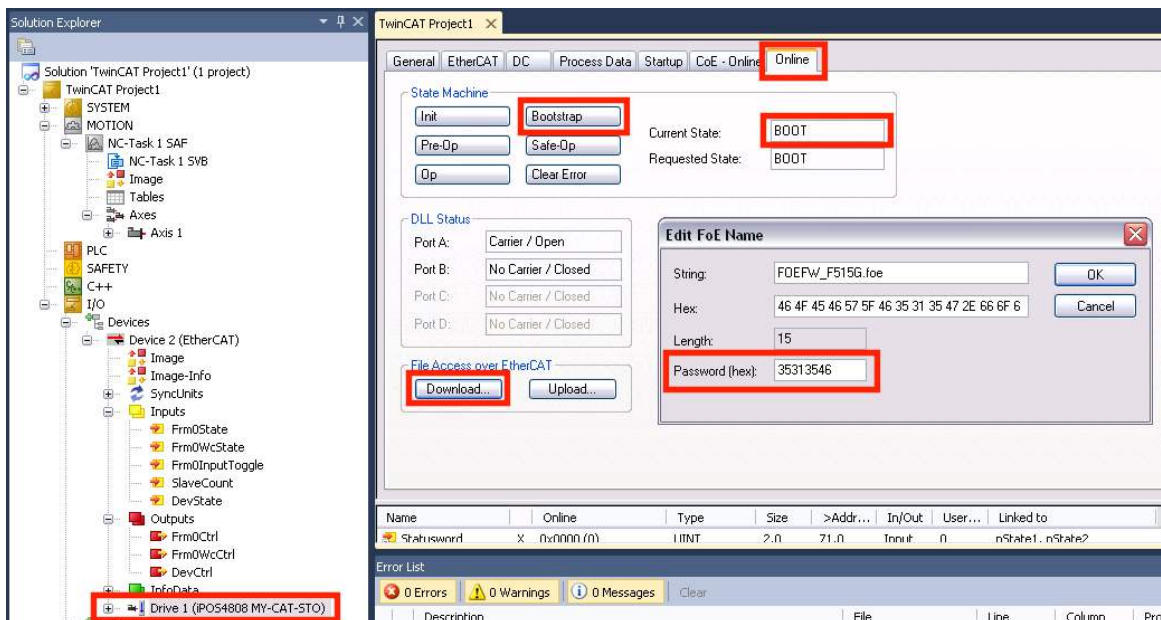 Solution Explorer
Solution 'TwinCAT Project1' (1 project)
TwinCAT Project1
SYSTEM
MOTION
NC-Task 1 SAF
NC-Task 1 SVB
Image
Tables
Axes
Axis 1
PLC
SAFETY
C++
I/O
Devices
Device 2 (EtherCAT)
Image
Image-Info
SyncUnits
Inputs
Frm0State
Frm0WcState
Frm0InputToggle
SlaveCount
DevState
Outputs
Frm0Ctrl
Frm0WcCtrl
DevCtrl
InfoData
Drive 1 (iPOS4808 MY-CAT-STO)
TwinCAT Project1
General EtherCAT DC Process Data Startup CoE - Online Online
State Machine
Init Bootstrap
Pre-Op Safe-Op
Op Clear Error
Current State: BOOT
Requested State: BOOT
DLL Status
Port A: Carrier / Open
Port B: No Carrier / Closed
Port C: No Carrier / Closed
Port D: No Carrier / Closed
File Access over EtherCAT
Download... Upload...
Edit FoE Name
String: FOEFW_F515G.foe OK
Hex: 46 4F 45 46 57 5F 46 35 31 35 47 2E 66 6F 6 Cancel
Length: 15
Password (hex): 35313546
Name Online Type Size >Addr... In/Out User... Linked to
Statusword X 0x0000 (0) UINT 2.0 71.0 Input 0 nState1, nState2
Error List
0 Errors 0 Warnings 0 Messages Clear
Description File Line Column Pro